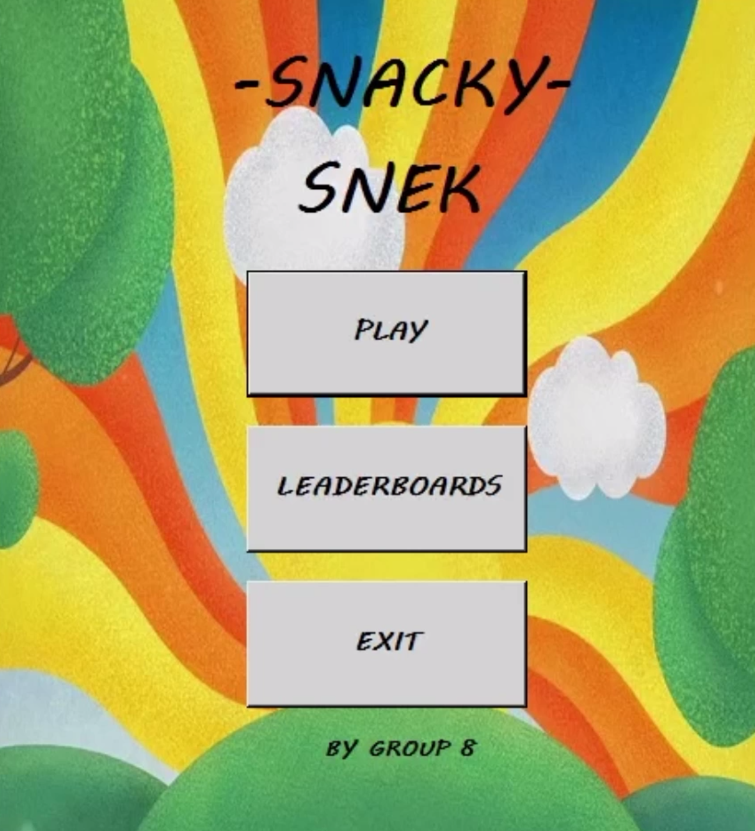 -SNACKY-
SNEK
PLAY
LEADERBOARDS
EXIT
BY GROUP 8